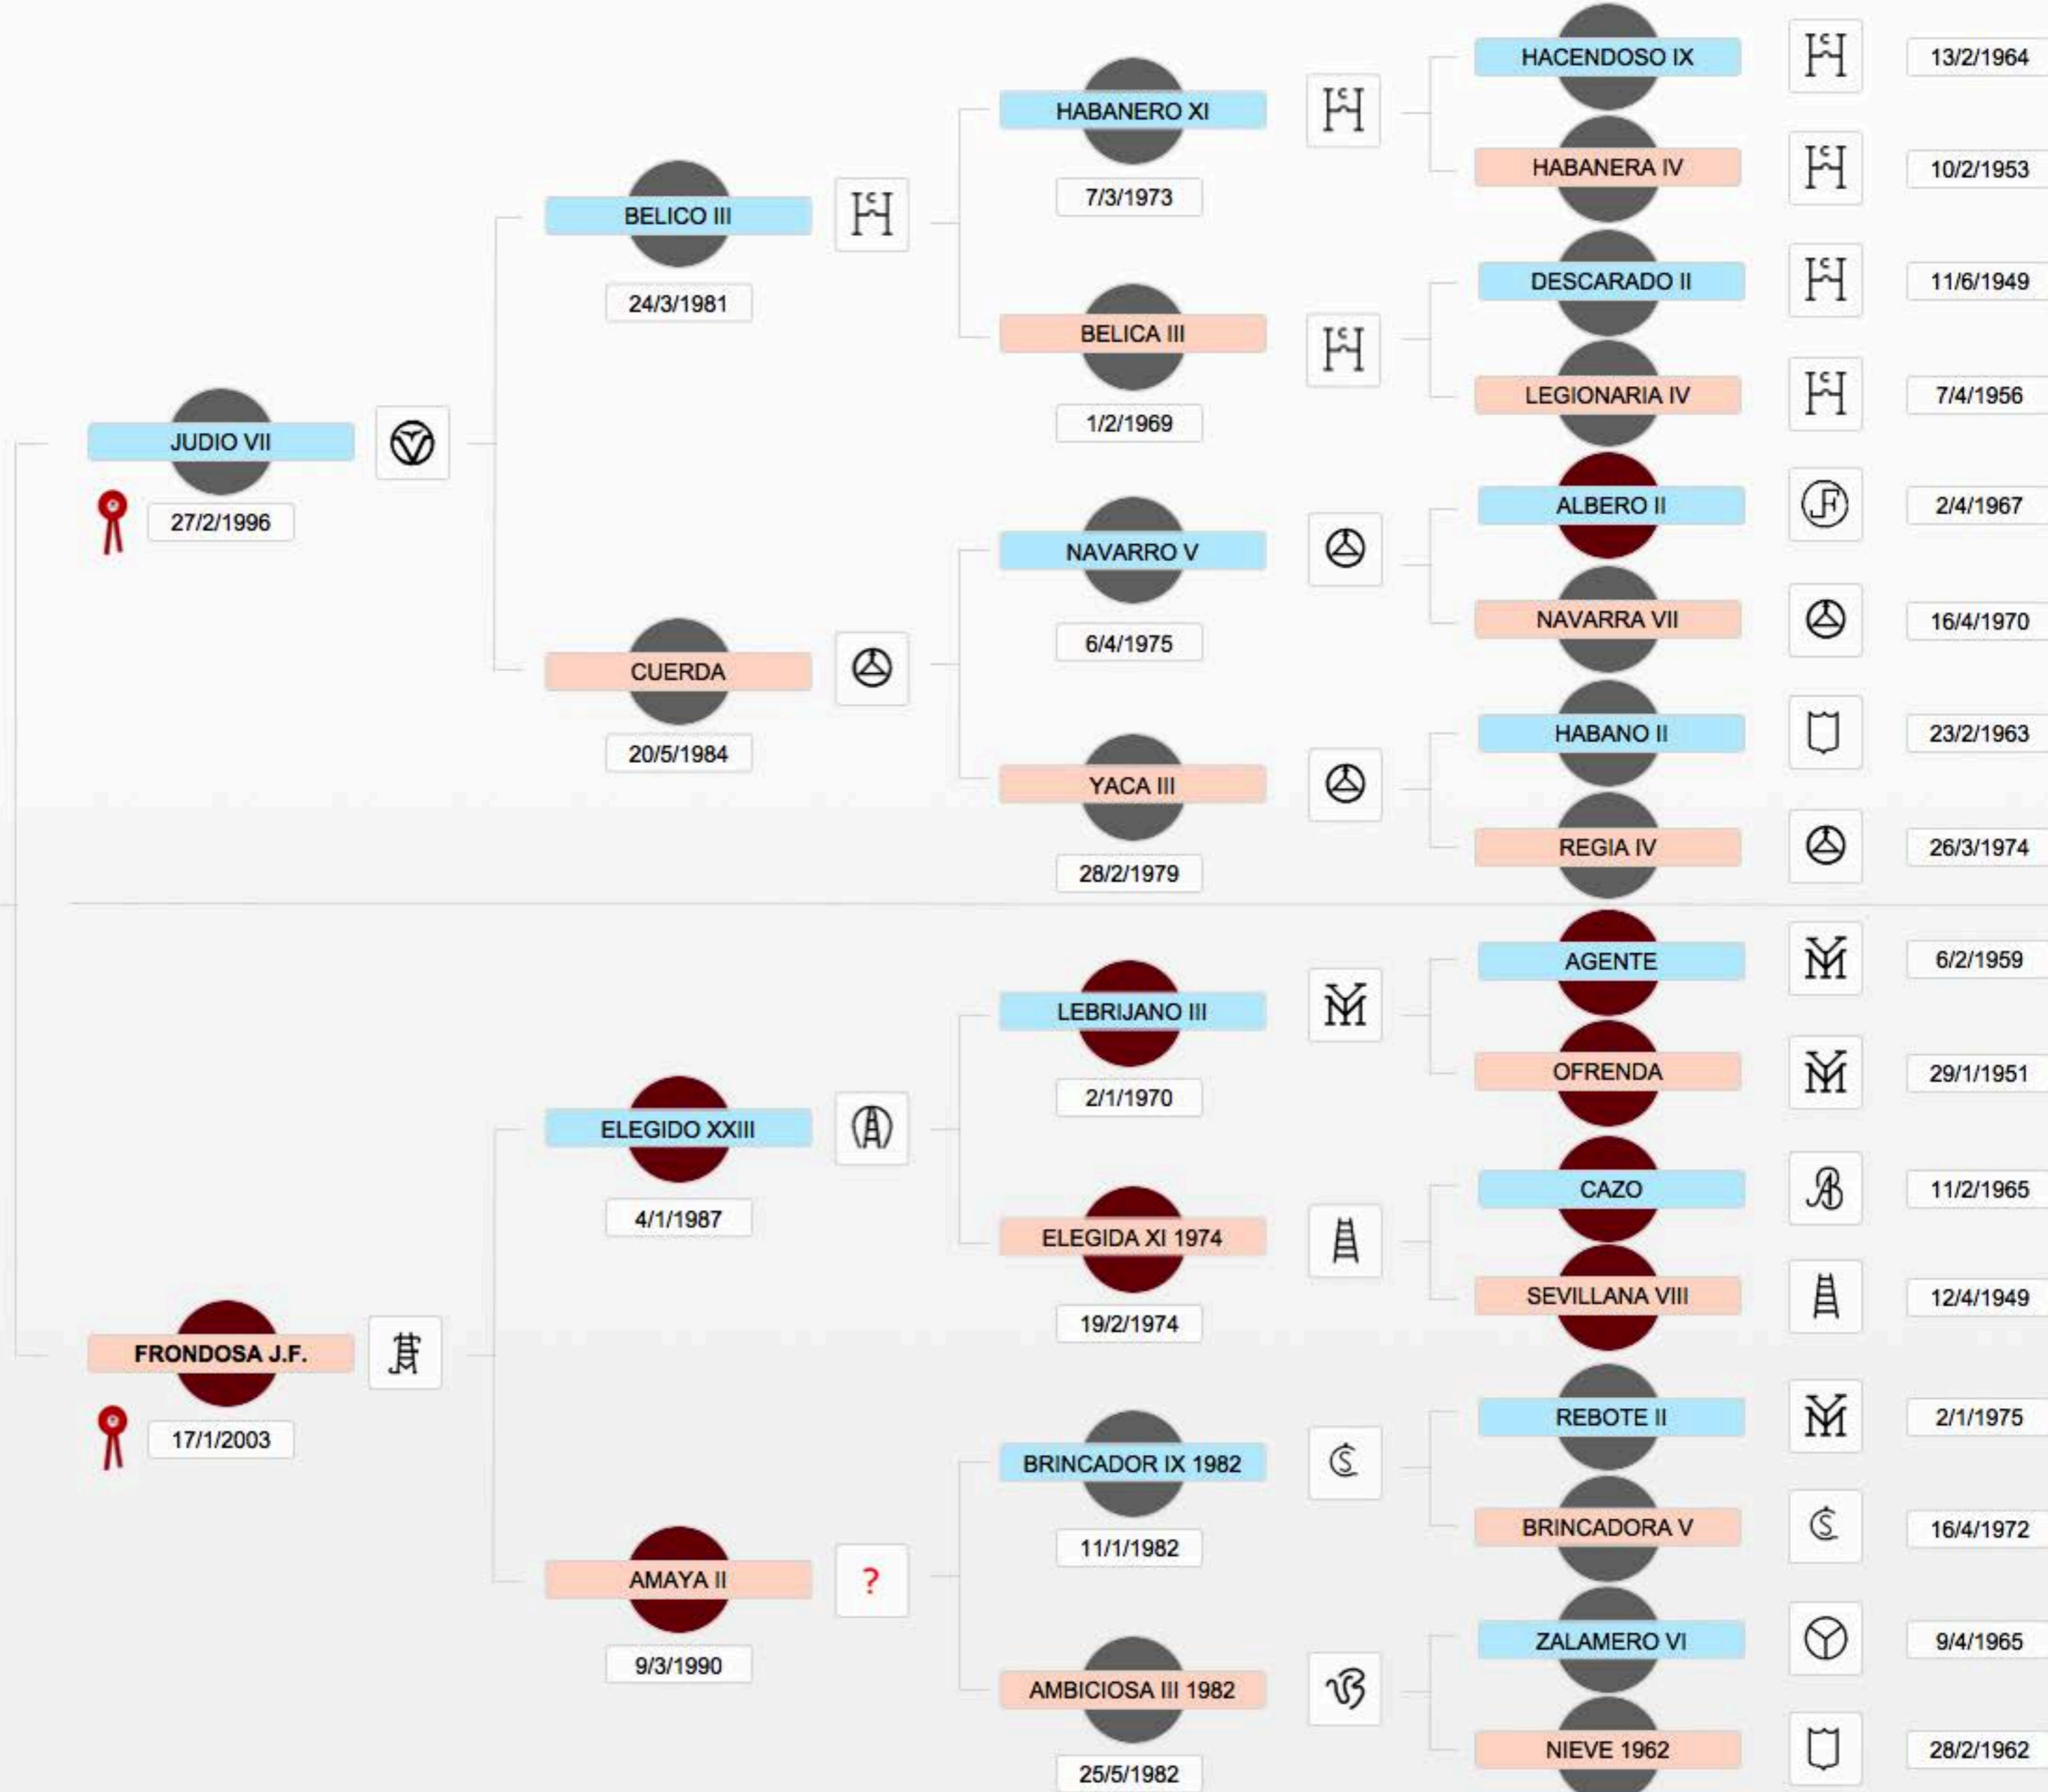 HACENDOSO IX
13/2/1964
HABANERO XI
7/3/1973
HABANERA IV
10/2/1953
BELICO III
24/3/1981
DESCARADO II
11/6/1949
BELICA III
1/2/1969
LEGIONARIA IV
7/4/1956
JUDIO VII
27/2/1996
ALBERO II
2/4/1967
NAVARRO V
6/4/1975
NAVARRA VII
16/4/1970
CUERDA
20/5/1984
HABANO II
23/2/1963
YACA III
28/2/1979
REGIA IV
26/3/1974
AGENTE
6/2/1959
LEBRIJANO III
2/1/1970
OFRENDA
29/1/1951
ELEGIDO XXIII
4/1/1987
CAZO
11/2/1965
ELEGIDA XI 1974
19/2/1974
SEVILLANA VIII
12/4/1949
FRONDOSA J.F.
17/1/2003
REBOTE II
2/1/1975
BRINCADOR IX 1982
11/1/1982
BRINCADORA V
16/4/1972
AMAYA II
?
9/3/1990
ZALAMERO VI
9/4/1965
AMBICIOSA III 1982
25/5/1982
NIEVE 1962
28/2/1962